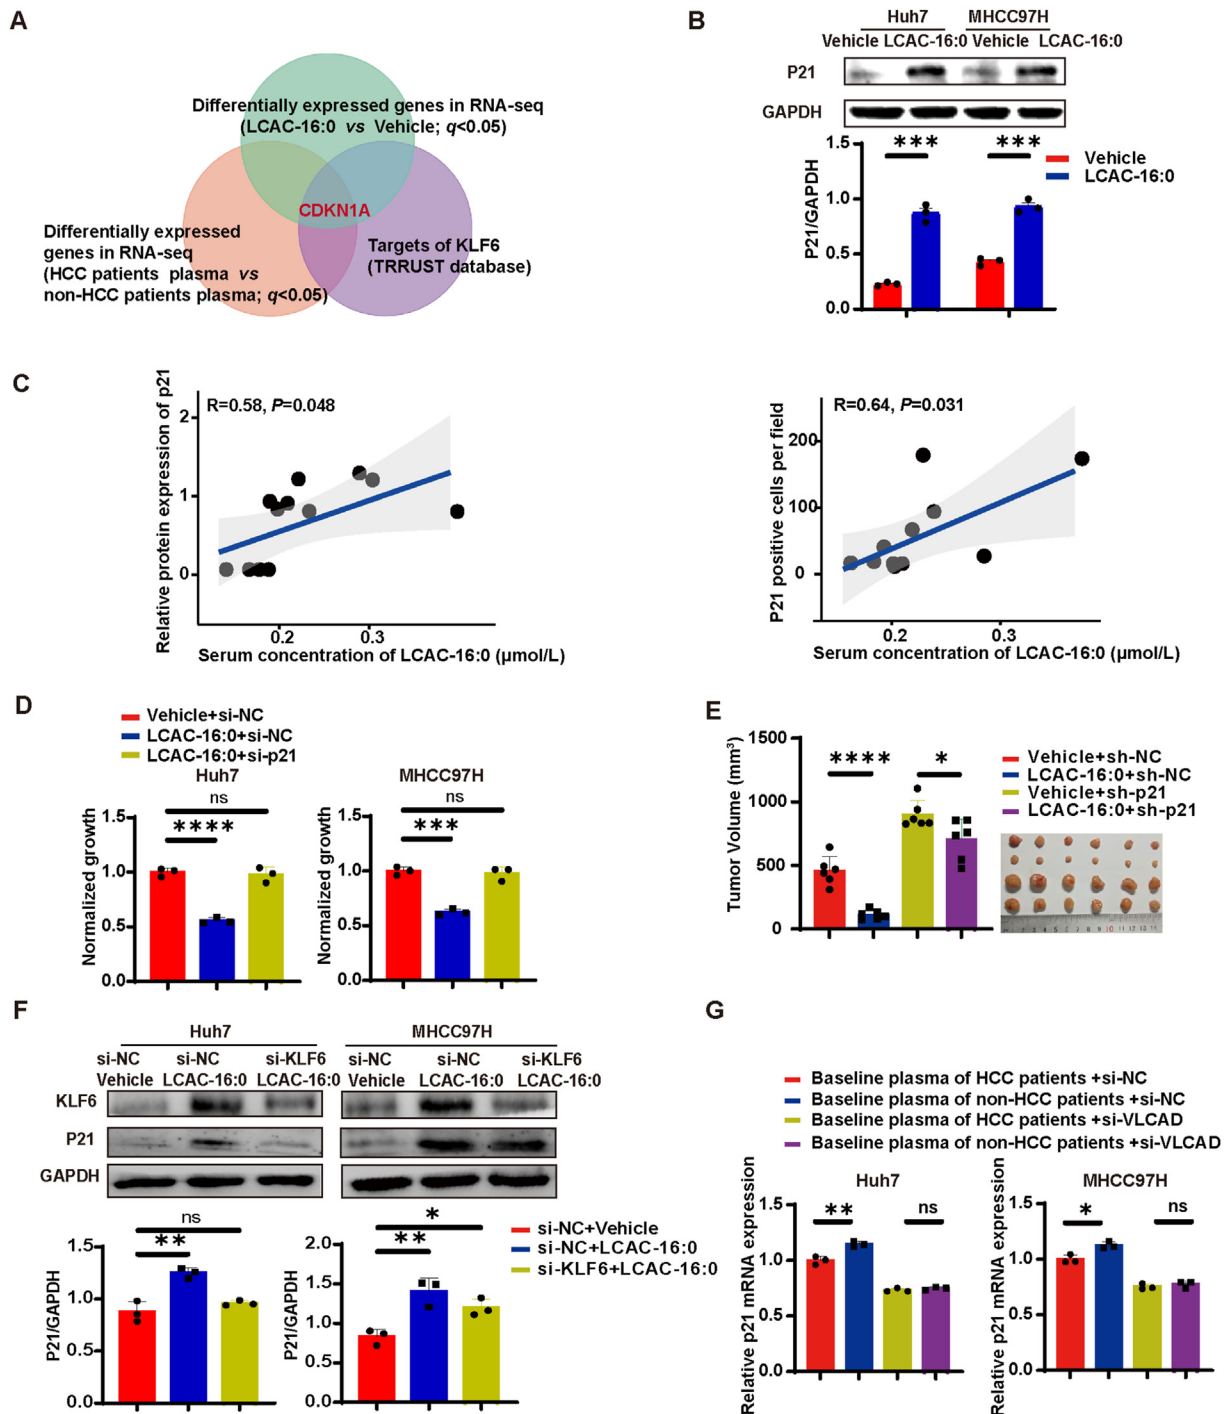 A
Differentially expressed genes in RNA-seq
(LCAC-16:0 vs Vehicle; q<0.05)
CDKN1A
Differentially expressed
genes in RNA-seq
(HCC patients plasma vs
non-HCC patients plasma; q<0.05)
Targets of KLF6
(TRRUST database)
B
Huh7 MHCC97H
Vehicle LCAC-16:0 Vehicle LCAC-16:0
P21
GAPDH
*** ***
Vehicle
LCAC-16:0
P21/GAPDH
1.5
1.0
0.5
0.0
C
R=0.58, P=0.048
Relative protein expression of p21
2
1
0
0.2 0.3
Serum concentration of LCAC-16:0 (μmol/L)
R=0.64, P=0.031
P21 positive cells per field
200
100
0
0.2 0.3
Serum concentration of LCAC-16:0 (μmol/L)
D
Vehicle+si-NC
LCAC-16:0+si-NC
LCAC-16:0+si-p21
Huh7
ns
****
Normalized growth
1.5
1.0
0.5
0.0
MHCC97H
ns
***
Normalized growth
1.5
1.0
0.5
0.0
E
Tumor Volume (mm³)
1500
1000
500
0
**** *
Vehicle+sh-NC
LCAC-16:0+sh-NC
Vehicle+sh-p21
LCAC-16:0+sh-p21
F
Huh7 MHCC97H
si-NC si-NC si-KLF6 si-NC si-NC si-KLF6
Vehicle LCAC-16:0 LCAC-16:0 Vehicle LCAC-16:0 LCAC-16:0
KLF6
P21
GAPDH
ns
**
P21/GAPDH
1.5
1.0
0.5
0.0
*
**
P21/GAPDH
2.0
1.5
1.0
0.5
0.0
si-NC+Vehicle
si-NC+LCAC-16:0
si-KLF6+LCAC-16:0
G
Baseline plasma of HCC patients +si-NC
Baseline plasma of non-HCC patients +si-NC
Baseline plasma of HCC patients +si-VLCAD
Baseline plasma of non-HCC patients +si-VLCAD
Huh7
** ns
Relative p21 mRNA expression
1.5
1.0
0.5
0.0
MHCC97H
* ns
Relative p21 mRNA expression
1.5
1.0
0.5
0.0